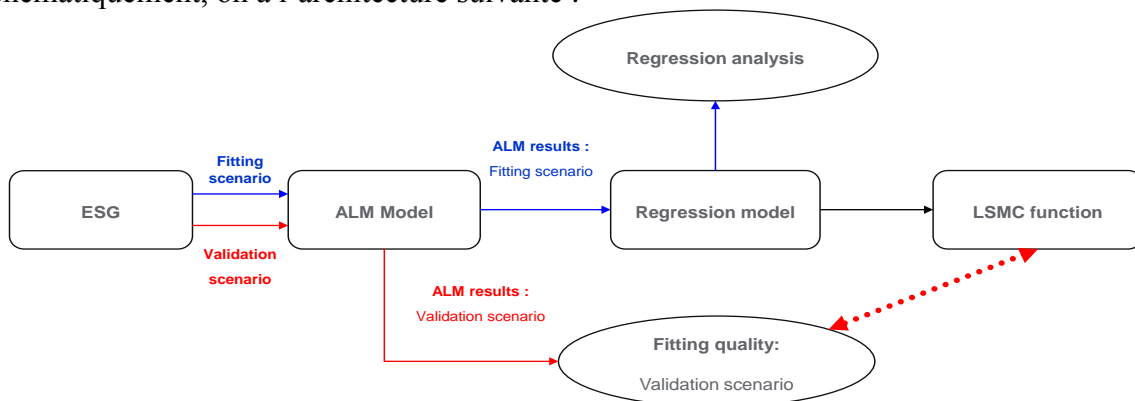 on a l'architecture suivante :
Regression analysis
Fitting
scenario
ALM results :
Fitting scenario
ESG
ALM Model
Regression model
LSMC function
Validation
scenario
ALM results :
Validation scenario
Fitting quality:
Validation scenario